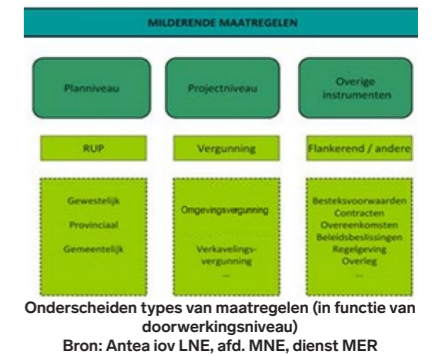 MILDERENDE MAATREGELEN
Planniveau
Projectniveau
Overige
instrumenten
RUP
Vergunning
Flankerend / andere
Gewestelijk
Provinciaal
Gemeentelijk
Omgevingsvergunning
Verkavelings-
vergunning
...
Besteksvoorwaarden
Contracten
Overeenkomsten
Beleidsbeslissingen
Regelgeving
Overleg
...
Onderscheiden types van maatregelen (in functie van
doorwerkingsniveau)
Bron: Antea iov LNE, afd. MNE, dienst MER